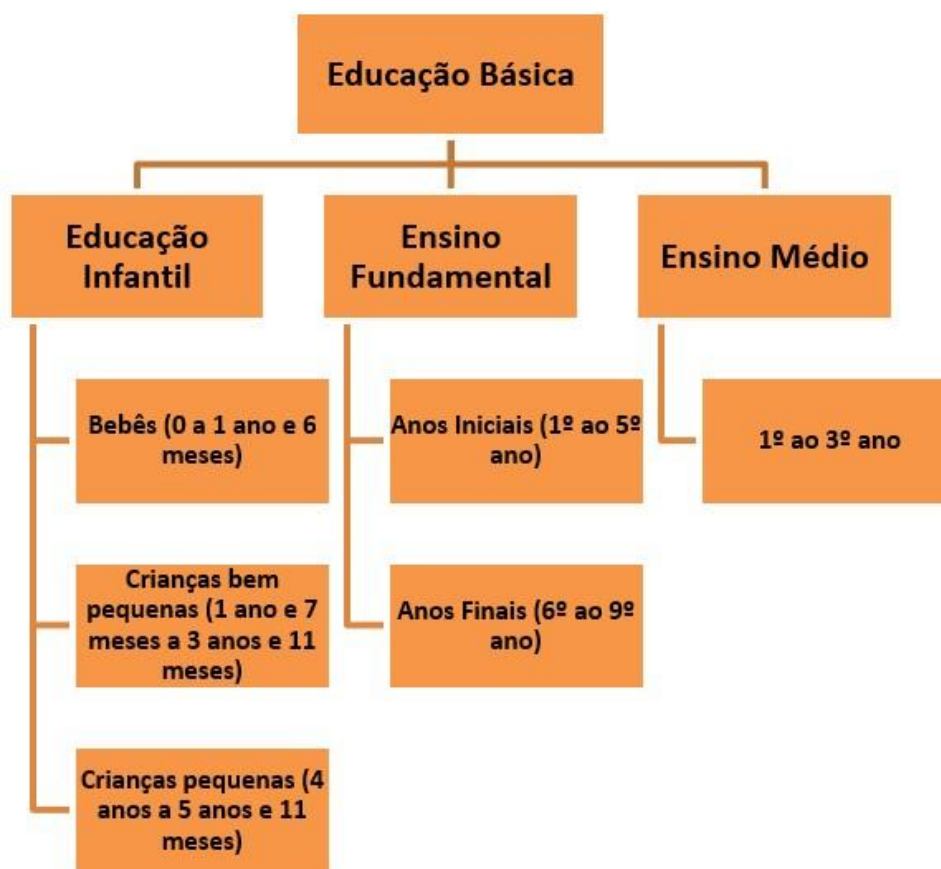 Educação Básica
Educação
Infantil
Ensino
Fundamental
Ensino Médio
Bebês (0 a 1 ano e 6
meses)
Anos Iniciais (1º ao 5º
ano)
1º ao 3º ano
Crianças bem
pequenas (1 ano e 7
meses a 3 anos e 11
meses)
Anos Finais (6º ao 9º
ano)
Crianças pequenas (4
anos a 5 anos e 11
meses)